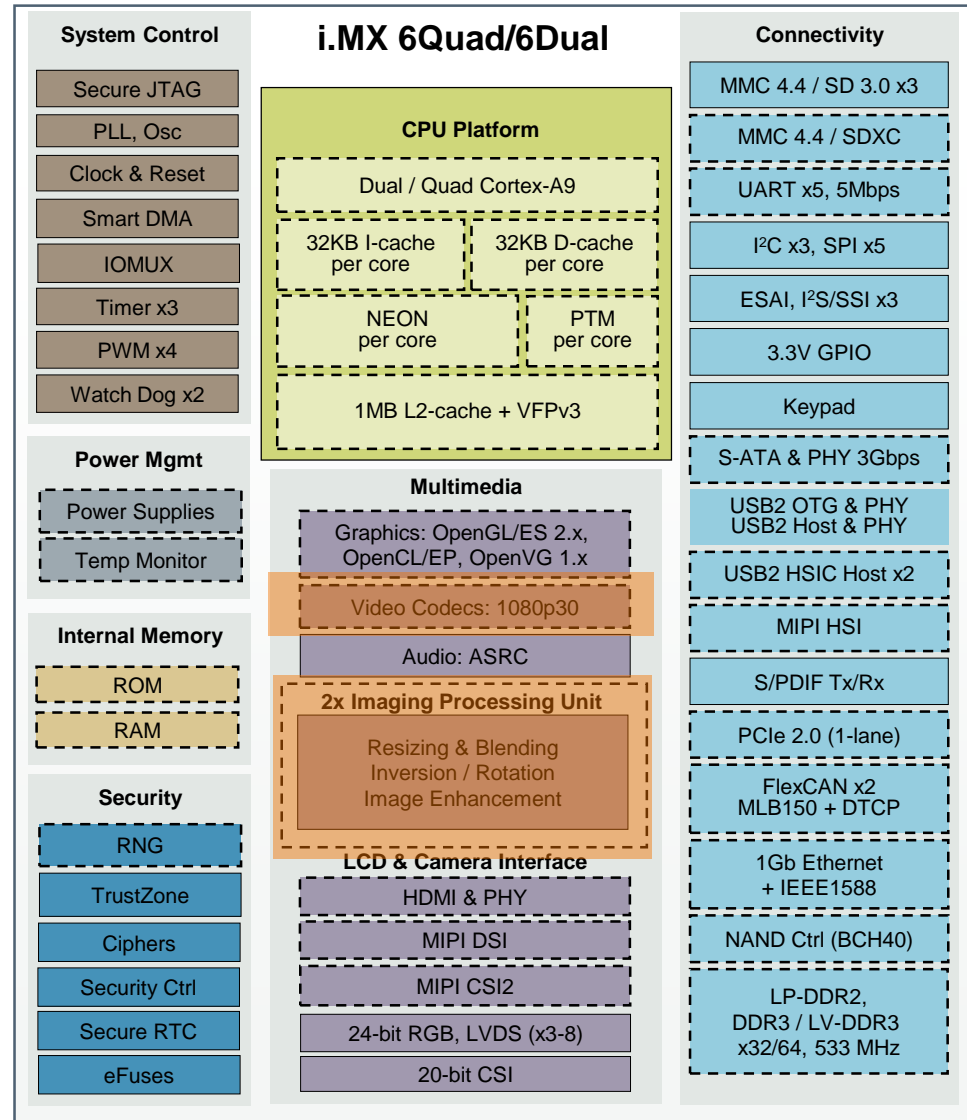 i.MX 6Quad/6Dual
System Control
Secure JTAG
PLL, Osc
Clock & Reset
Smart DMA
IOMUX
Timer x3
PWM x4
Watch Dog x2
Power Mgmt
Power Supplies
Temp Monitor
Internal Memory
ROM
RAM
Security
RNG
TrustZone
Ciphers
Security Ctrl
Secure RTC
eFuses
CPU Platform
Dual / Quad Cortex-A9
32KB I-cache
per core
32KB D-cache
per core
NEON
per core
PTM
per core
1MB L2-cache + VFPv3
Multimedia
Graphics: OpenGL/ES 2.x,
OpenCL/EP, OpenVG 1.x
Video Codecs: 1080p30
Audio: ASRC
2x Imaging Processing Unit
Resizing & Blending
Inversion / Rotation
Image Enhancement
LCD & Camera Interface
HDMI & PHY
MIPI DSI
MIPI CSI2
24-bit RGB, LVDS (x3-8)
20-bit CSI
Connectivity
MMC 4.4 / SD 3.0 x3
MMC 4.4 / SDXC
UART x5, 5Mbps
I²C x3, SPI x5
ESAI, I²S/SSI x3
3.3V GPIO
Keypad
S-ATA & PHY 3Gbps
USB2 OTG & PHY
USB2 Host & PHY
USB2 HSIC Host x2
MIPI HSI
S/PDIF Tx/Rx
PCIe 2.0 (1-lane)
FlexCAN x2
MLB150 + DTCP
1Gb Ethernet
+ IEEE1588
NAND Ctrl (BCH40)
LP-DDR2,
DDR3 / LV-DDR3
x32/64, 533 MHz